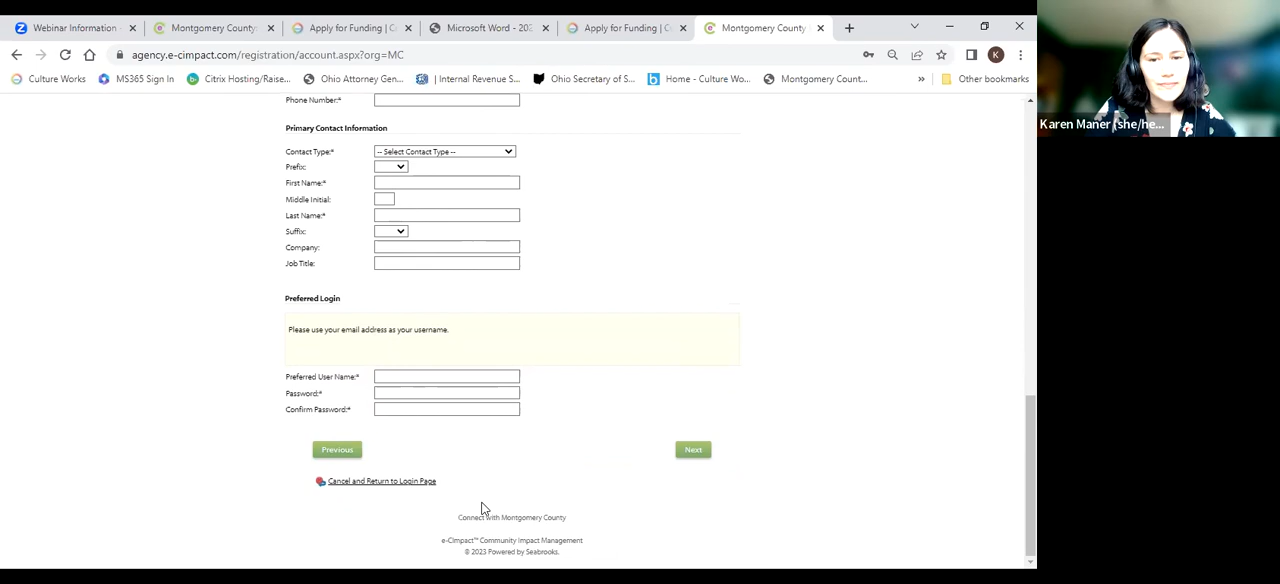 Webinar Information -
Montgomery County:
Apply for Funding | C
Microsoft Word - 202
Apply for Funding | Cu
Montgomery County
agency.e-cimpact.com/registration/account.aspx?org=MC
K
Culture Works
MS365 Sign In
Citrix Hosting/Raise...
Ohio Attorney Gen...
| Internal Revenue S...
Ohio Secretary of S...
Home - Culture Wo...
Montgomery Count...
»
Other bookmarks
Karen Maner (she/he...
Phone Number:*
Primary Contact Information
Contact Type:* -- Select Contact Type --
Prefix:
First Name:*
Middle Initial:
Last Name:*
Suffix:
Company:
Job Title:
Preferred Login
Please use your email address as your username.
Preferred User Name:*
Password:*
Confirm Password:*
Previous
Next
Cancel and Return to Login Page
Connect with Montgomery County
e-CImpact™ Community Impact Management
© 2023 Powered by Seabrooks.